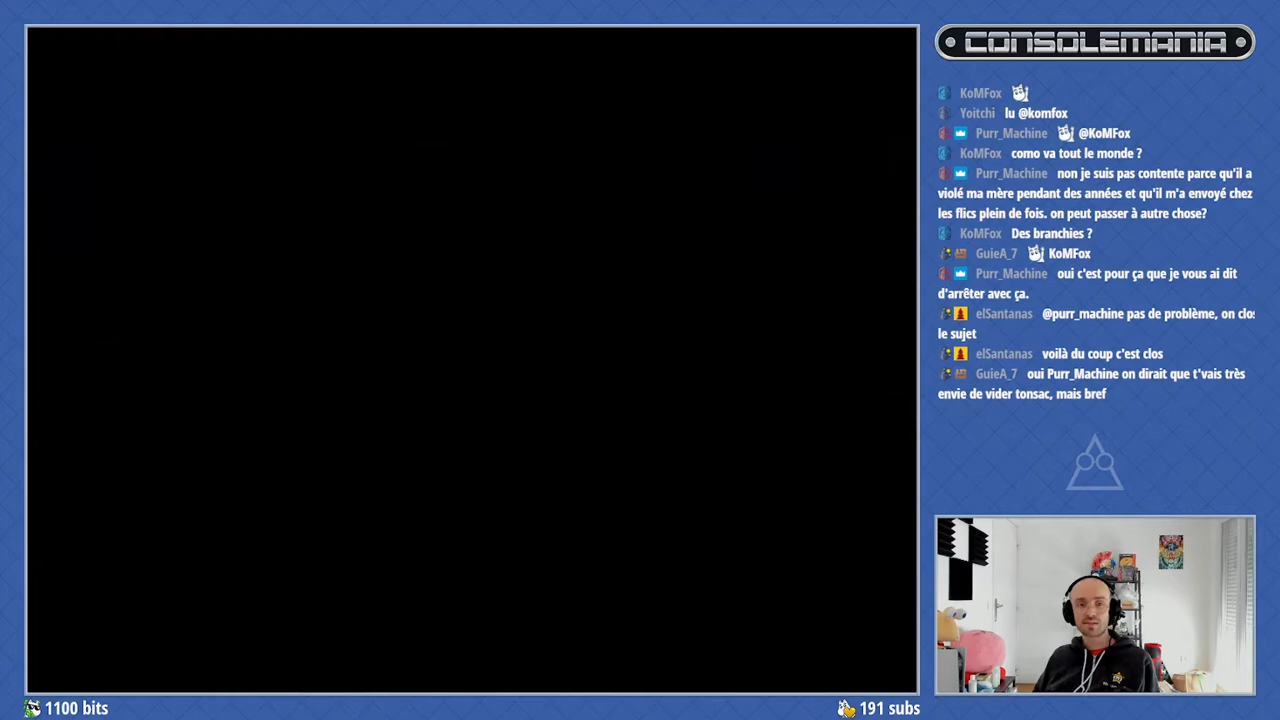 CONSOLEMANIA
KoMFox
Yoitchi lu @komfox
Purr_Machine @KoMFox
KoMFox como va tout le monde ?
Purr_Machine non je suis pas contente parce qu'il a
violé ma mère pendant des années et qu'il m'a envoyé chez
les flics plein de fois. on peut passer à autre chose?
KoMFox Des branchies ?
GuieA_7 KoMFox
Purr_Machine oui c'est pour ça que je vous ai dit
d'arrêter avec ça.
elSantanas @purr_machine pas de problème, on clos
le sujet
elSantanas voilà du coup c'est clos
GuieA_7 oui Purr_Machine on dirait que t'vais très
envie de vider tonsac, mais bref
1100 bits
191 subs